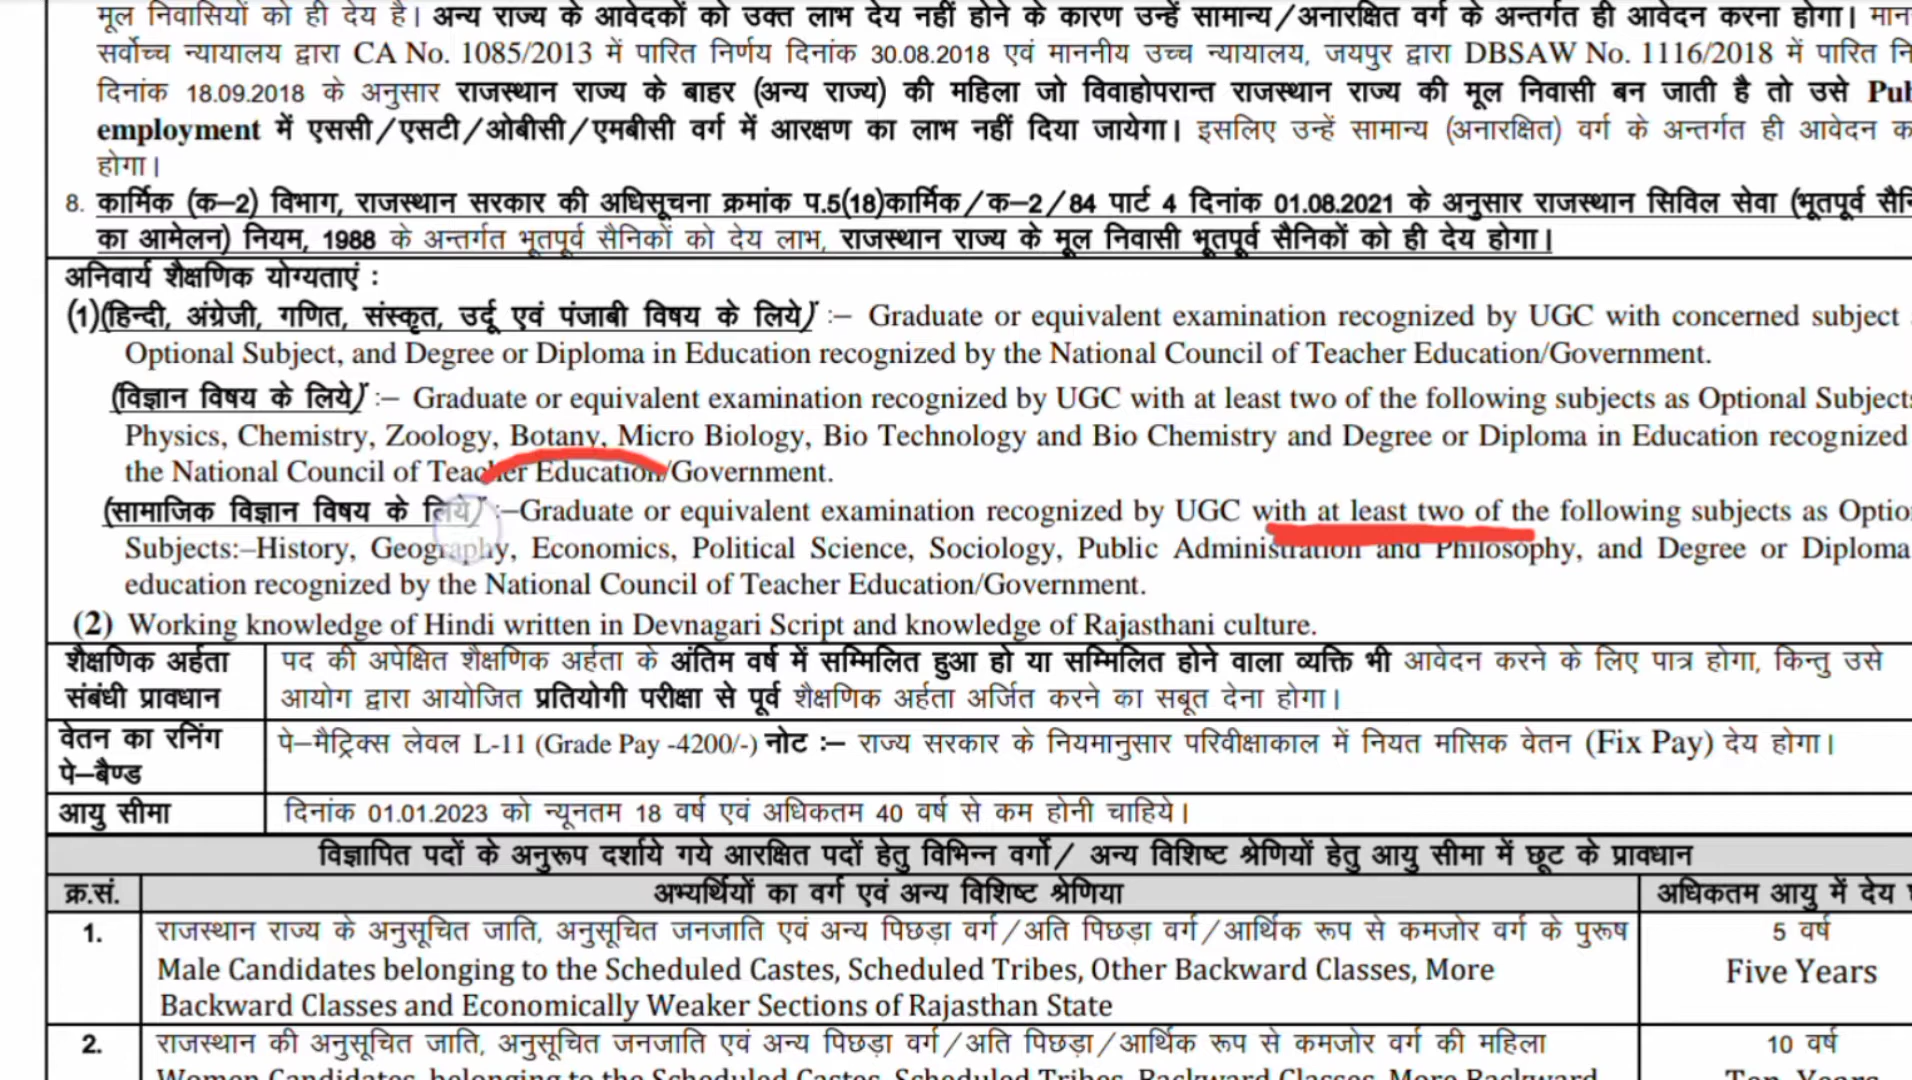 मूल निवासियों को ही देय है। अन्य राज्य के आवेदकों को उक्त लाभ देय नहीं होने के कारण उन्हें सामान्य/अनारक्षित वर्ग के अन्तर्गत ही आवेदन करना होगा।
सर्वोच्च न्यायालय द्वारा CA No. 1085/2013 में पारित निर्णय दिनांक 30.08.2018 एवं माननीय उच्च न्यायालय, जयपुर द्वारा DBSAW No. 1116/2018 में पारित
दिनांक 18.09.2018 के अनुसार राजस्थान राज्य के बाहर (अन्य राज्य) की महिला जो विवाहोपरान्त राजस्थान राज्य की मूल निवासी बन जाती है तो उसे
employment में एससी/एसटी/ओबीसी/एमबीसी वर्ग में आरक्षण का लाभ नहीं दिया जायेगा। इसलिए उन्हें सामान्य (अनारक्षित) वर्ग के अन्तर्गत ही आवेदन
होगा।
8. कार्मिक (क–2) विभाग, राजस्थान सरकार की अधिसूचना क्रमांक प.5(18)कार्मिक/क–2/84 पार्ट 4 दिनांक 01.08.2021 के अनुसार राजस्थान सिविल सेवा (भूतपूर्व
का आमेलन) नियम, 1988 के अन्तर्गत भूतपूर्व सैनिकों को देय लाभ, राजस्थान राज्य के मूल निवासी भूतपूर्व सैनिकों को ही देय होगा।
अनिवार्य शैक्षणिक योग्यताएं :
(1)(हिन्दी, अंग्रेजी, गणित, संस्कृत, उर्दू एवं पंजाबी विषय के लिये) :– Graduate or equivalent examination recognized by UGC with concerned subject
Optional Subject, and Degree or Diploma in Education recognized by the National Council of Teacher Education/Government.
(विज्ञान विषय के लिये) :– Graduate or equivalent examination recognized by UGC with at least two of the following subjects as Optional
Physics, Chemistry, Zoology, Botany, Micro Biology, Bio Technology and Bio Chemistry and Degree or Diploma in Education recognized
the National Council of Teacher Education/Government.
(सामाजिक विज्ञान विषय के लिये) :–Graduate or equivalent examination recognized by UGC with at least two of the following subjects as
Subjects:–History, Geography, Economics, Political Science, Sociology, Public Administration and Philosophy, and Degree or Diploma
education recognized by the National Council of Teacher Education/Government.
(2) Working knowledge of Hindi written in Devnagari Script and knowledge of Rajasthani culture.
शैक्षणिक अर्हता संबंधी प्रावधान
पद की अपेक्षित शैक्षणिक अर्हता के अंतिम वर्ष में सम्मिलित हुआ हो या सम्मिलित होने वाला व्यक्ति भी आवेदन करने के लिए पात्र होगा, किन्तु उसे
आयोग द्वारा आयोजित प्रतियोगी परीक्षा से पूर्व शैक्षणिक अर्हता अर्जित करने का सबूत देना होगा।
वेतन का रनिंग पे–बैण्ड
पे–मैट्रिक्स लेवल L-11 (Grade Pay -4200/-) नोट :– राज्य सरकार के नियमानुसार परिवीक्षाकाल में नियत मासिक वेतन (Fix Pay) देय होगा।
आयु सीमा
दिनांक 01.01.2023 को न्यूनतम 18 वर्ष एवं अधिकतम 40 वर्ष से कम होनी चाहिये।
विज्ञापित पदों के अनुरूप दर्शाये गये आरक्षित पदों हेतु विभिन्न वर्गो/ अन्य विशिष्ट श्रेणियों हेतु आयु सीमा में छूट के प्रावधान
क्र.सं. अभ्यर्थियों का वर्ग एवं अन्य विशिष्ट श्रेणिया अधिकतम आयु में देय
1. राजस्थान राज्य के अनुसूचित जाति, अनुसूचित जनजाति एवं अन्य पिछड़ा वर्ग/अति पिछड़ा वर्ग/आर्थिक रूप से कमजोर वर्ग के पुरूष 5 वर्ष
Male Candidates belonging to the Scheduled Castes, Scheduled Tribes, Other Backward Classes, More Five Years
Backward Classes and Economically Weaker Sections of Rajasthan State
2. राजस्थान की अनुसूचित जाति, अनुसूचित जनजाति एवं अन्य पिछड़ा वर्ग/अति पिछड़ा/आर्थिक रूप से कमजोर वर्ग की महिला 10 वर्ष
Women Candidates, belonging to the Scheduled Castes, Scheduled Tribes, Backward Classes, More Backward Ten Years